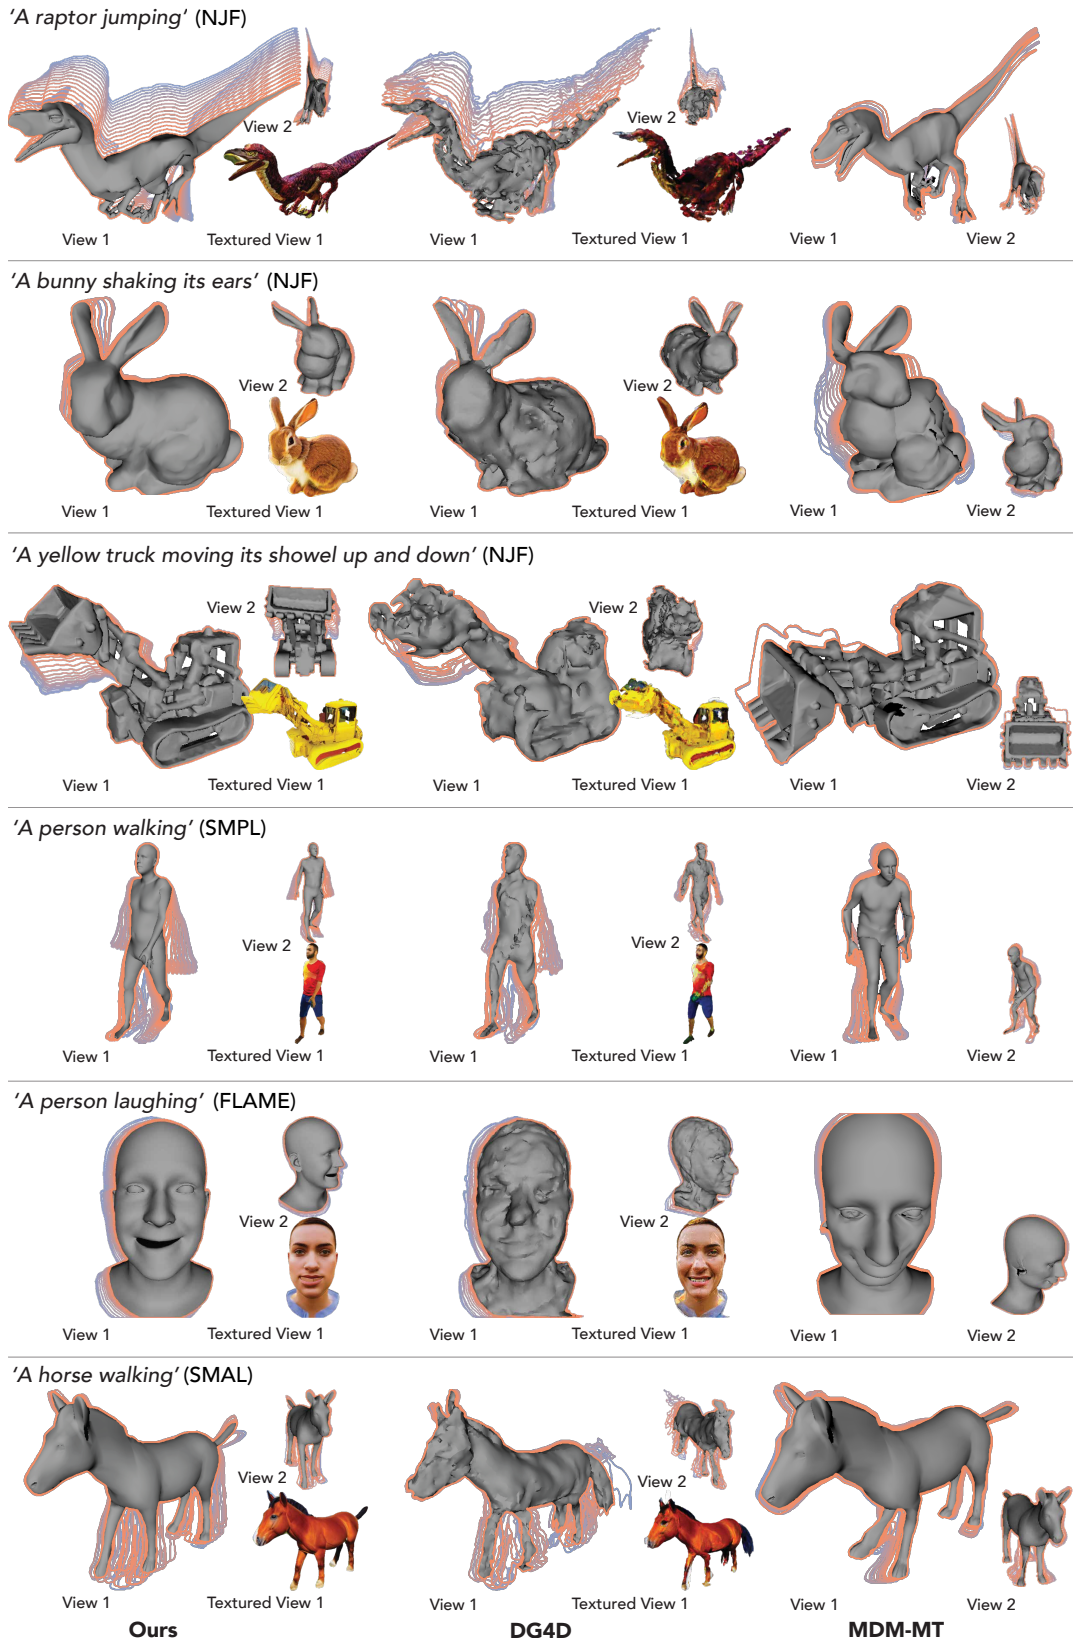 'A raptor jumping' (NJF)
View 2
View 2
View 1
Textured View 1
View 1
Textured View 1
View 1
View 2
'A bunny shaking its ears' (NJF)
View 2
View 2
View 1
Textured View 1
View 1
Textured View 1
View 1
View 2
'A yellow truck moving its showel up and down' (NJF)
View 2
View 2
View 1
Textured View 1
View 1
Textured View 1
View 1
View 2
'A person walking' (SMPL)
View 2
View 2
View 1
Textured View 1
View 1
Textured View 1
View 1
View 2
'A person laughing' (FLAME)
View 2
View 2
View 1
Textured View 1
View 1
Textured View 1
View 1
View 2
'A horse walking' (SMAL)
View 2
View 2
View 1
Textured View 1
View 1
Textured View 1
View 1
View 2
Ours
DG4D
MDM-MT